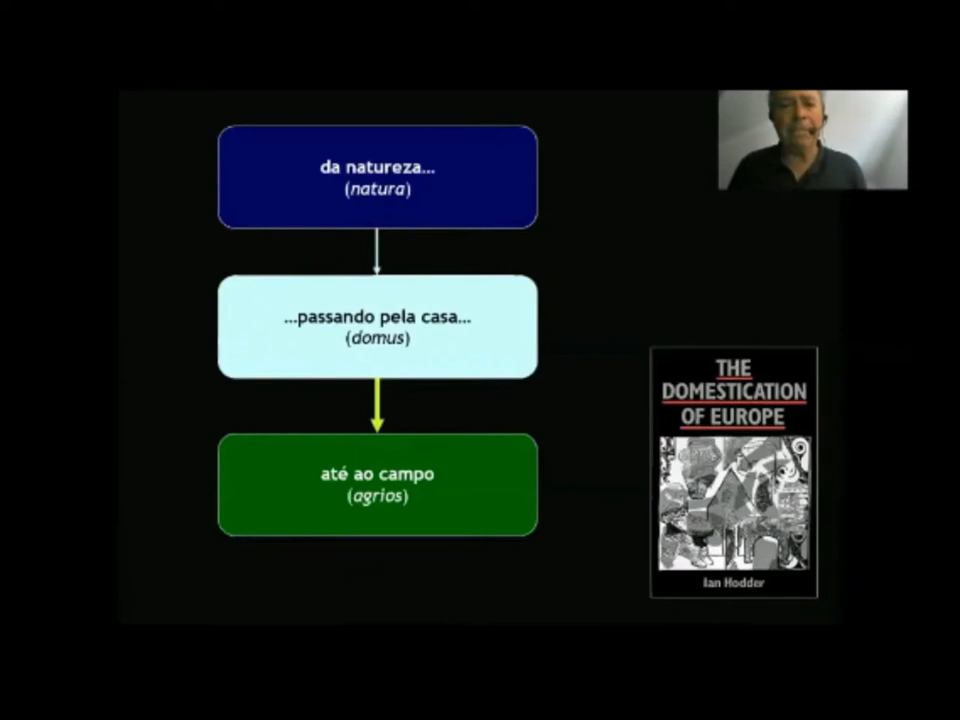 da natureza...
(natura)
...passando pela casa...
(domus)
até ao campo
(agrios)
THE
DOMESTICATION
OF EUROPE
Ian Hodder